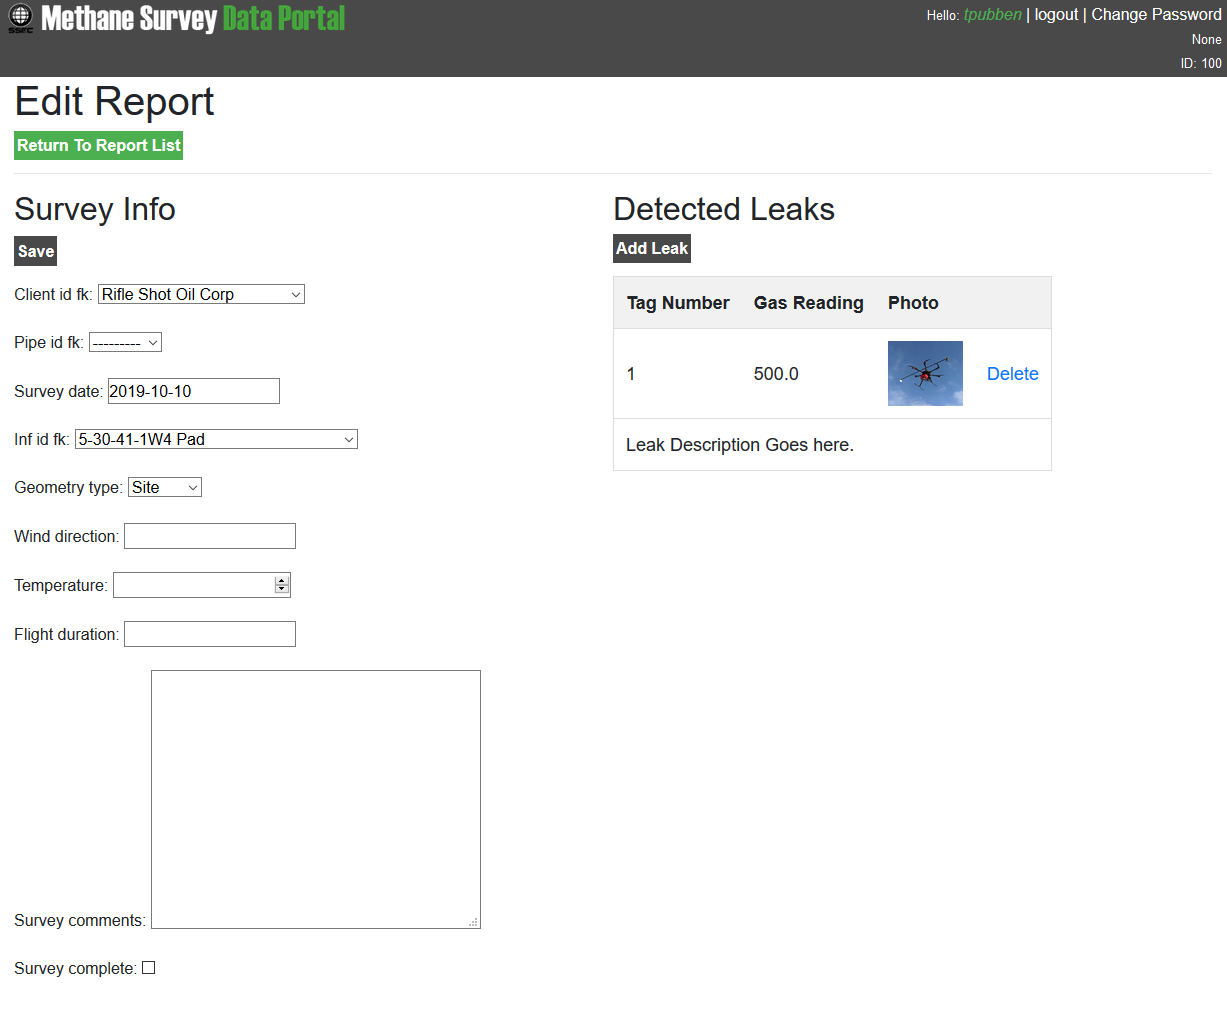 SSEC
Methane Survey Data Portal
Hello: tpubben | logout | Change Password
None
ID: 100
Edit Report
Return To Report List
Survey Info
Save
Client id fk: Rifle Shot Oil Corp
Pipe id fk: ---------
Survey date: 2019-10-10
Inf id fk: 5-30-41-1W4 Pad
Geometry type: Site
Wind direction:
Temperature:
Flight duration:
Survey comments:
Survey complete:
Detected Leaks
Add Leak
Tag Number Gas Reading Photo
1 500.0 Delete
Leak Description Goes here.